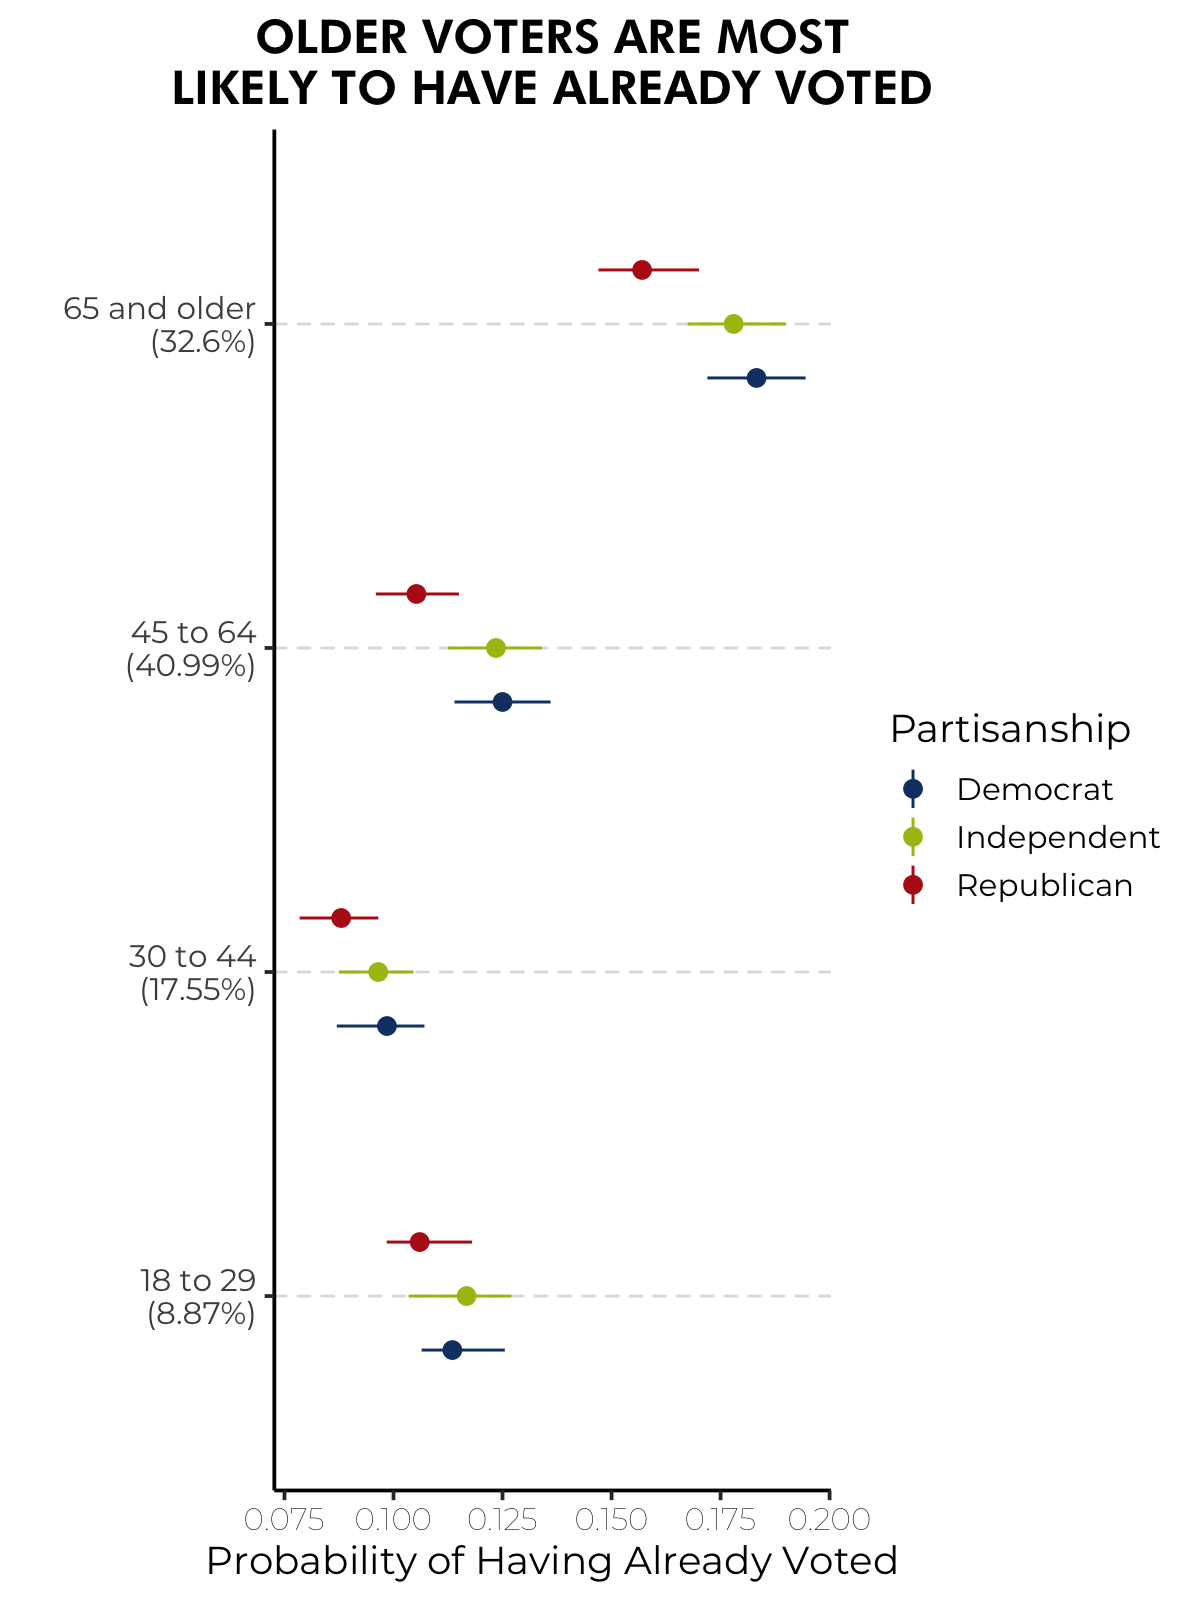 OLDER VOTERS ARE MOST
LIKELY TO HAVE ALREADY VOTED
65 and older
(32.6%)
45 to 64
(40.99%)
30 to 44
(17.55%)
18 to 29
(8.87%)
Partisanship
Democrat
Independent
Republican
0.075 0.100 0.125 0.150 0.175 0.200
Probability of Having Already Voted